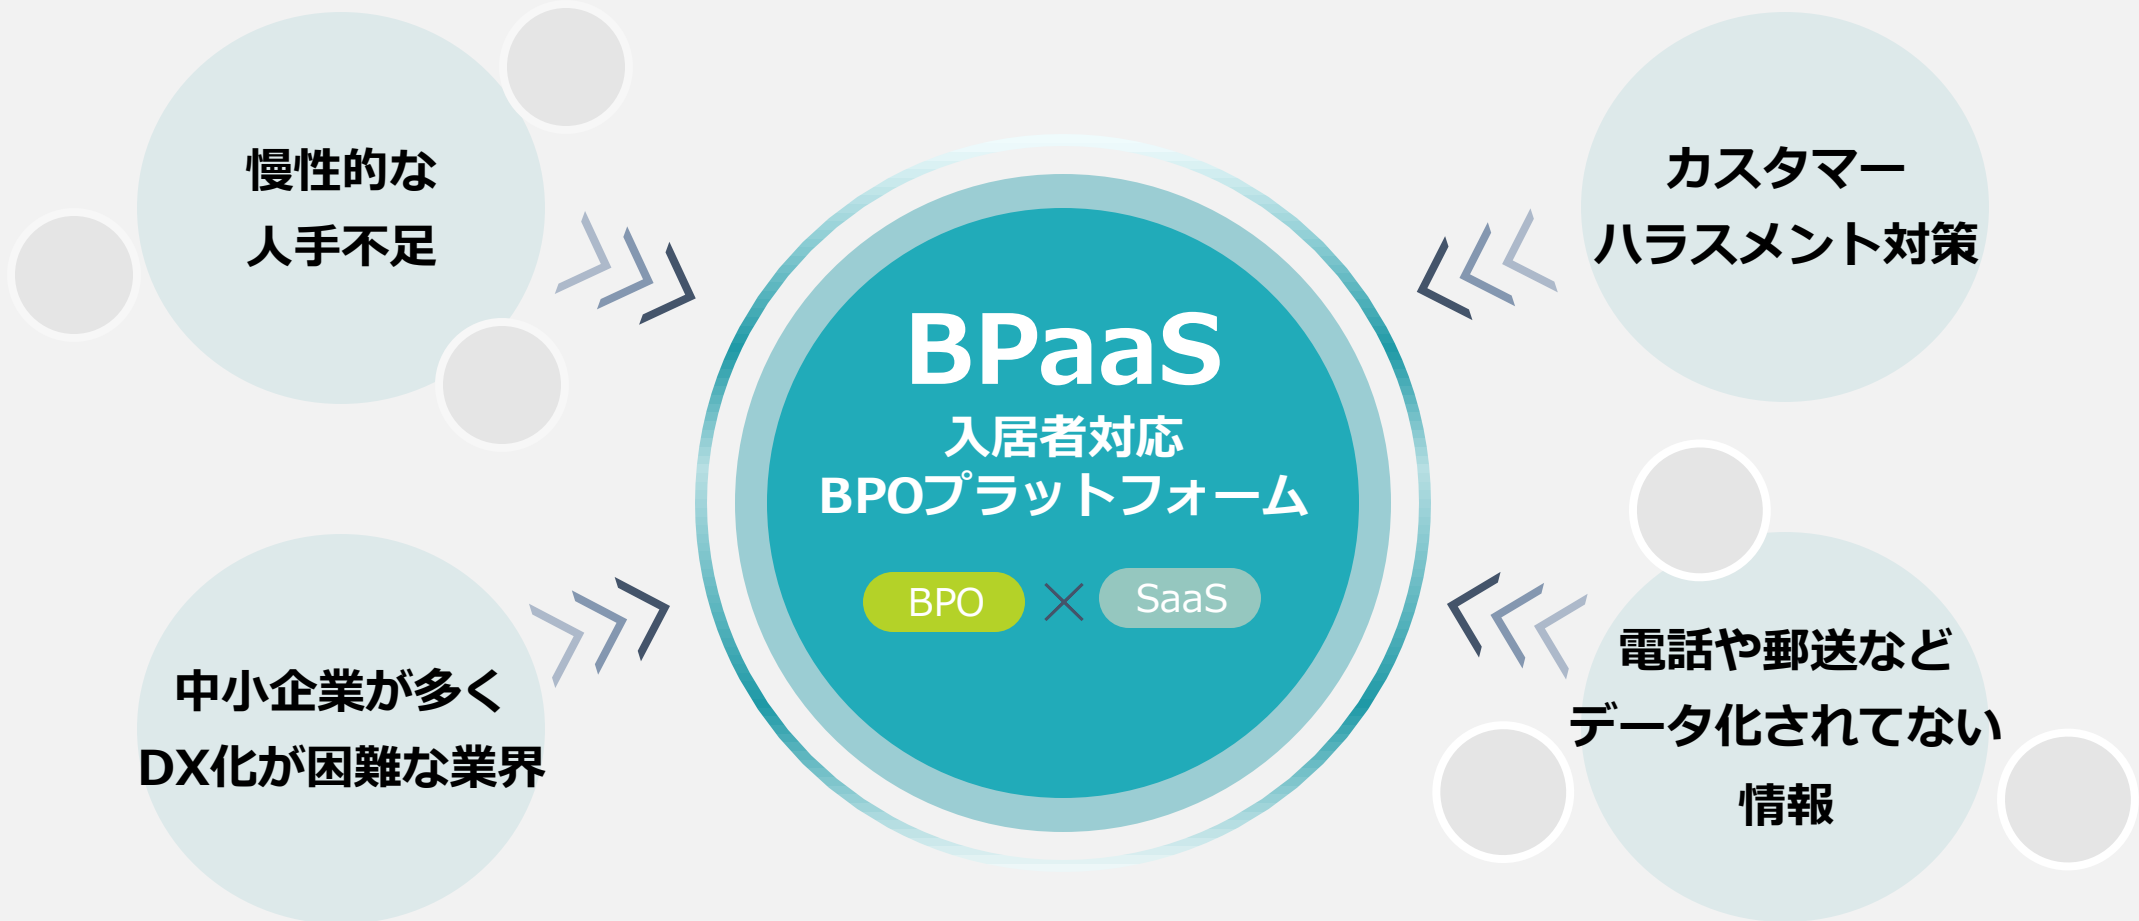 慢性的な
人手不足
カスタマー
ハラスメント対策
BPaaS
入居者対応
BPOプラットフォーム
BPO
SaaS
中小企業が多く
DX化が困難な業界
電話や郵送など
データ化されてない
情報